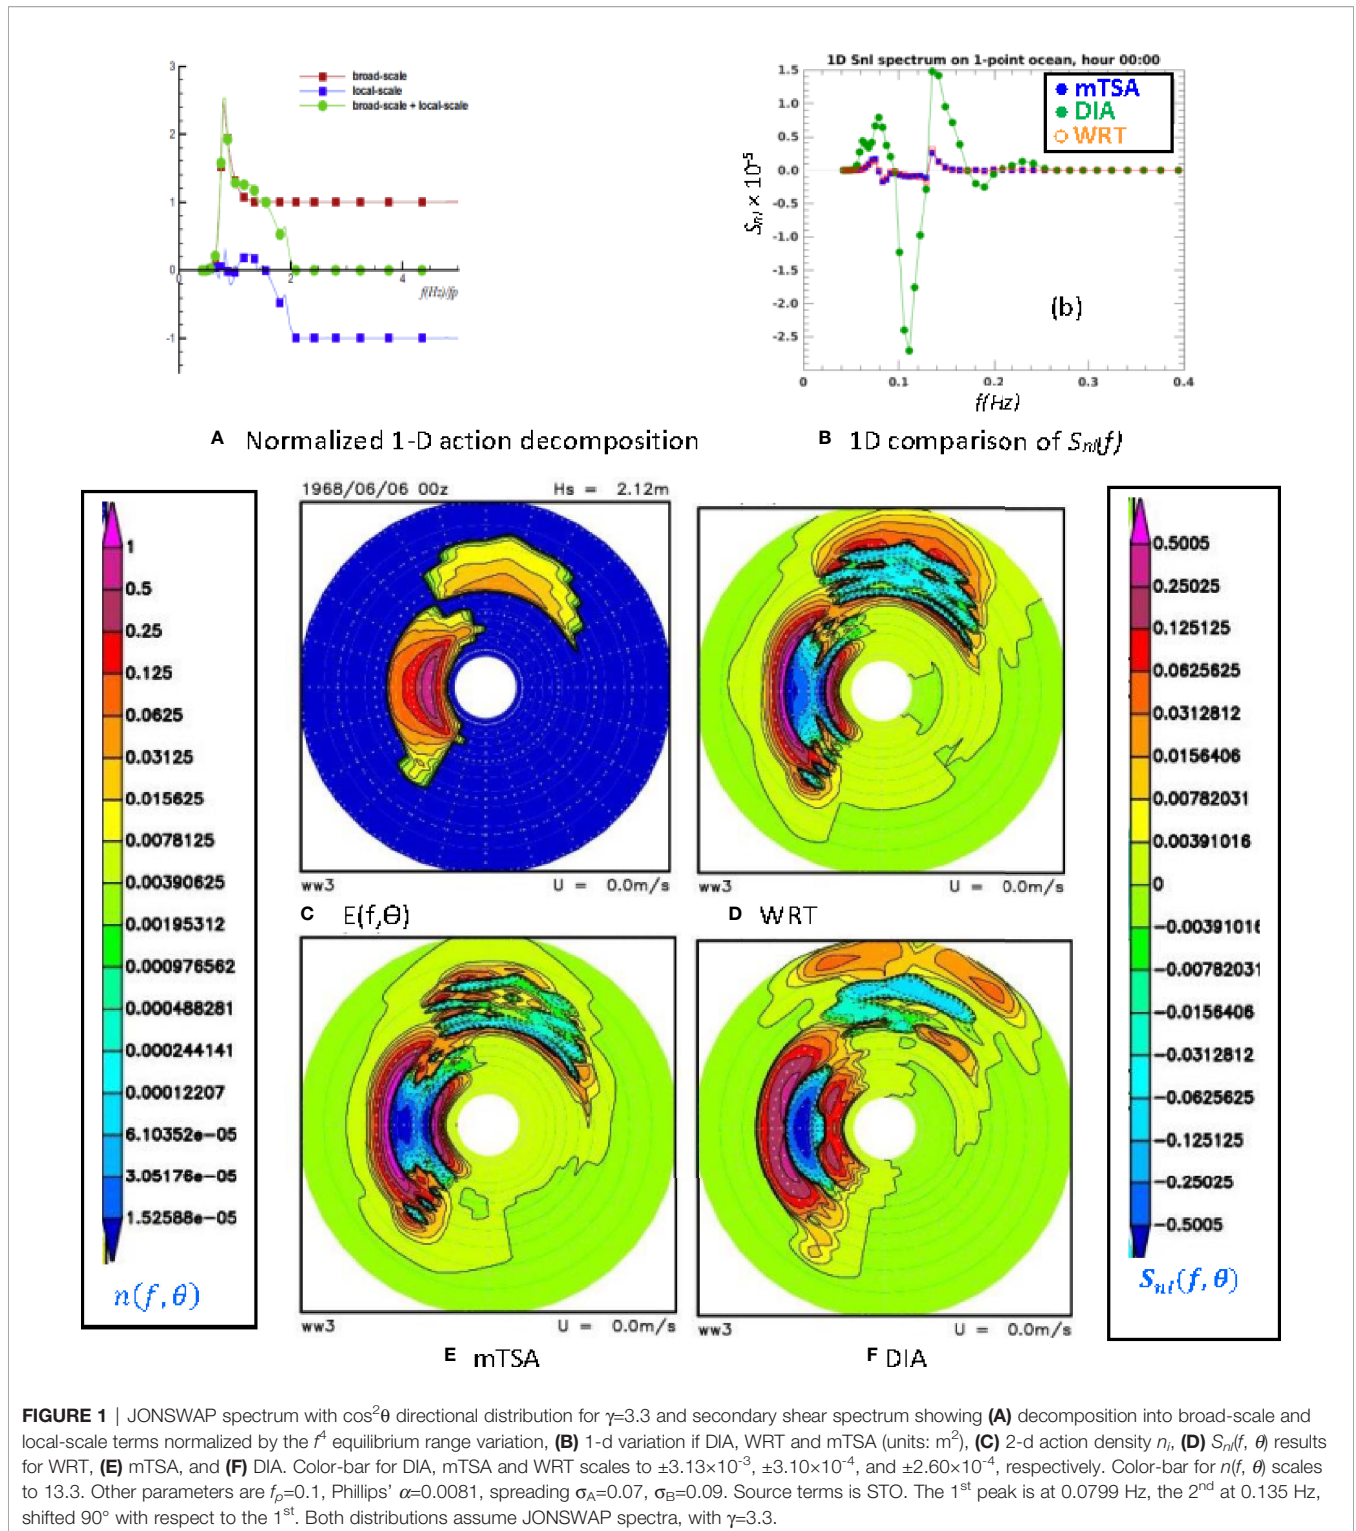 3
2
1
0
-1
0
2
4
f(Hz)/fp
broad-scale
local-scale
broad-scale + local-scale
1D Snl spectrum on 1-point ocean, hour 00:00
1.5
1.0
0.5
0.0
-0.5
-1.0
-1.5
-2.0
-2.5
0
0.1
0.2
0.3
0.4
Snl × 10⁻⁵
f(Hz)
mTSA
DIA
WRT
(b)
A Normalized 1-D action decomposition
B 1D comparison of Snl(f)
1
0.5
0.25
0.125
0.0625
0.03125
0.015625
0.0078125
0.00390625
0.00195312
0.000976562
0.000488281
0.000244141
0.00012207
6.10352e-05
3.05176e-05
1.52588e-05
n(f,θ)
1968/06/06 00z Hs = 2.12m
ww3 U = 0.0m/s
C E(f,Θ)
ww3 U = 0.0m/s
D WRT
0.5005
0.25025
0.125125
0.0625625
0.0312812
0.0156406
0.00782031
0.00391016
0
-0.00391016
-0.00782031
-0.0156406
-0.0312812
-0.0625625
-0.125125
-0.25025
-0.5005
Snl(f,θ)
ww3 U = 0.0m/s
E mTSA
ww3 U = 0.0m/s
F DIA
FIGURE 1 | JONSWAP spectrum with cos²θ directional distribution for γ=3.3 and secondary shear spectrum showing (A) decomposition into broad-scale and
local-scale terms normalized by the f⁴ equilibrium range variation, (B) 1-d variation if DIA, WRT and mTSA (units: m²), (C) 2-d action density nᵢ, (D) Snl(f, θ) results
for WRT, (E) mTSA, and (F) DIA. Color-bar for DIA, mTSA and WRT scales to ±3.13×10⁻³, ±3.10×10⁻⁴, and ±2.60×10⁻⁴, respectively. Color-bar for n(f, θ) scales
to 13.3. Other parameters are fp=0.1, Phillips' α=0.0081, spreading σA=0.07, σB=0.09. Source terms is STO. The 1st peak is at 0.0799 Hz, the 2nd at 0.135 Hz,
shifted 90° with respect to the 1st. Both distributions assume JONSWAP spectra, with γ=3.3.